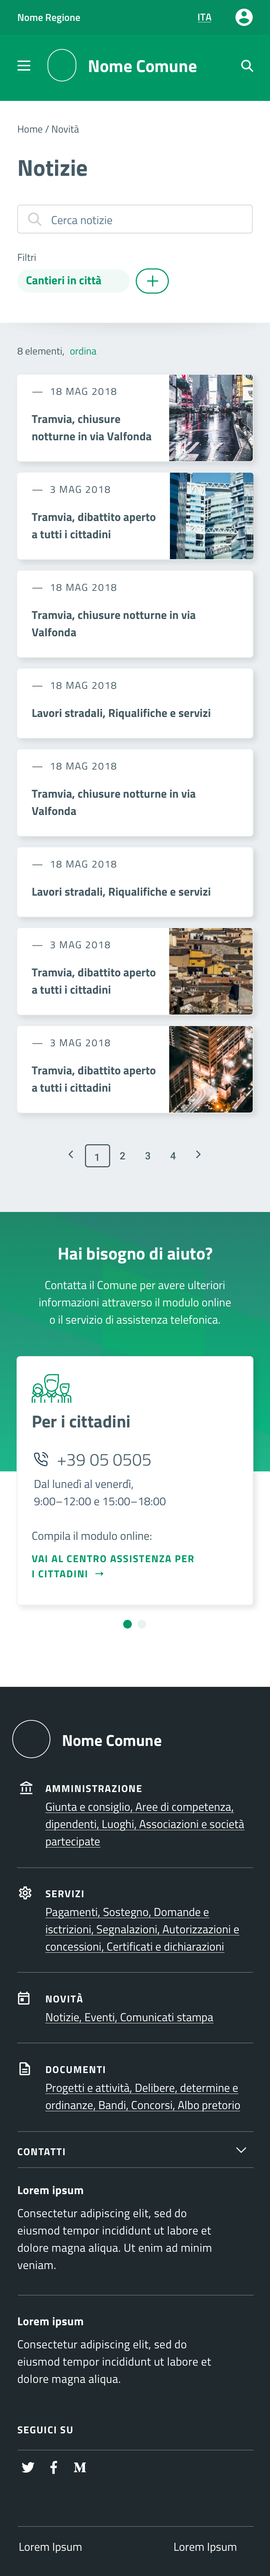 Nome Regione
ITA
Nome Comune
Home / Novità
Notizie
Cerca notizie
Filtri
Cantieri in città
8 elementi, ordina
— 18 MAG 2018
Tramvia, chiusure
notturne in via Valfonda
— 3 MAG 2018
Tramvia, dibattito aperto
a tutti i cittadini
— 18 MAG 2018
Tramvia, chiusure notturne in via
Valfonda
— 18 MAG 2018
Lavori stradali, Riqualifiche e servizi
— 18 MAG 2018
Tramvia, chiusure notturne in via
Valfonda
— 18 MAG 2018
Lavori stradali, Riqualifiche e servizi
— 3 MAG 2018
Tramvia, dibattito aperto
a tutti i cittadini
— 3 MAG 2018
Tramvia, dibattito aperto
a tutti i cittadini
1 2 3 4
Hai bisogno di aiuto?
Contatta il Comune per avere ulteriori
informazioni attraverso il modulo online
o il servizio di assistenza telefonica.
Per i cittadini
+39 05 0505
Dal lunedì al venerdì,
9:00–12:00 e 15:00–18:00
Compila il modulo online:
VAI AL CENTRO ASSISTENZA PER
I CITTADINI →
Nome Comune
AMMINISTRAZIONE
Giunta e consiglio, Aree di competenza,
dipendenti, Luoghi, Associazioni e società
partecipate
SERVIZI
Pagamenti, Sostegno, Domande e
isctrizioni, Segnalazioni, Autorizzazioni e
concessioni, Certificati e dichiarazioni
NOVITÀ
Notizie, Eventi, Comunicati stampa
DOCUMENTI
Progetti e attività, Delibere, determine e
ordinanze, Bandi, Concorsi, Albo pretorio
CONTATTI
Lorem ipsum
Consectetur adipiscing elit, sed do
eiusmod tempor incididunt ut labore et
dolore magna aliqua. Ut enim ad minim
veniam.
Lorem ipsum
Consectetur adipiscing elit, sed do
eiusmod tempor incididunt ut labore et
dolore magna aliqua.
SEGUICI SU
Lorem Ipsum
Lorem Ipsum